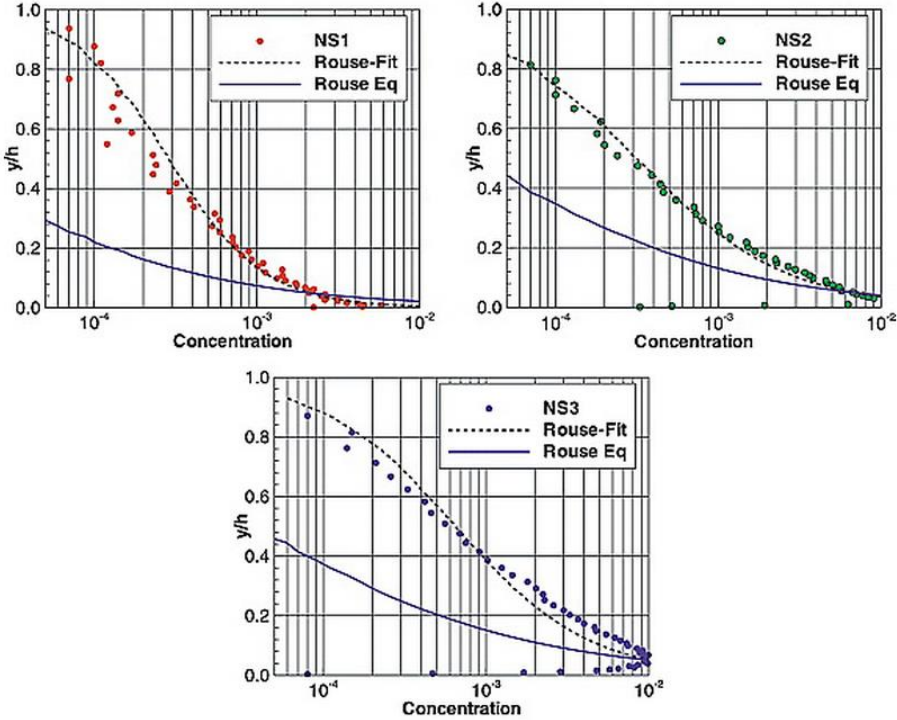 1.0
0.8
0.6
0.4
0.2
0.0
y/h
NS1
Rouse-Fit
Rouse Eq
10-4
10-3
10-2
Concentration
1.0
0.8
0.6
0.4
0.2
0.0
y/h
NS2
Rouse-Fit
Rouse Eq
10-4
10-3
10-2
Concentration
1.0
0.8
0.6
0.4
0.2
0.0
y/h
NS3
Rouse-Fit
Rouse Eq
10-4
10-3
10-2
Concentration